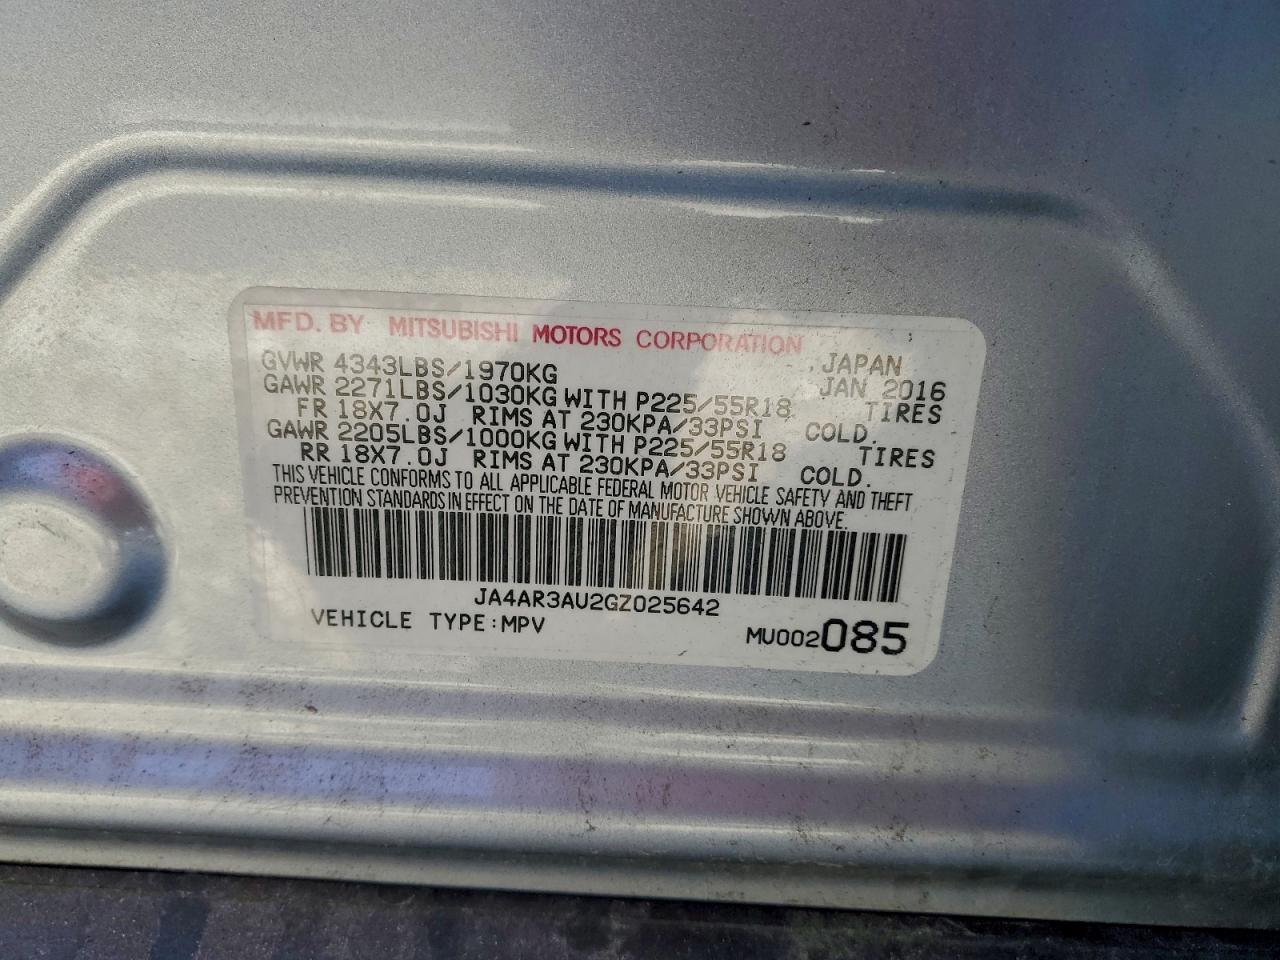 MFD. BY MITSUBISHI MOTORS CORPORATION
GVWR 4343LBS/1970KG JAPAN
GAWR 2271LBS/1030KG WITH P225/55R18 JAN 2016
FR 18X7.0J RIMS AT 230KPA/33PSI COLD. TIRES
GAWR 2205LBS/1000KG WITH P225/55R18 TIRES
RR 18X7.0J RIMS AT 230KPA/33PSI COLD.
THIS VEHICLE CONFORMS TO ALL APPLICABLE FEDERAL MOTOR VEHICLE SAFETY AND THEFT
PREVENTION STANDARDS IN EFFECT ON THE DATE OF MANUFACTURE SHOWN ABOVE.
JA4AR3AU2GZ025642
VEHICLE TYPE:MPV MU002085